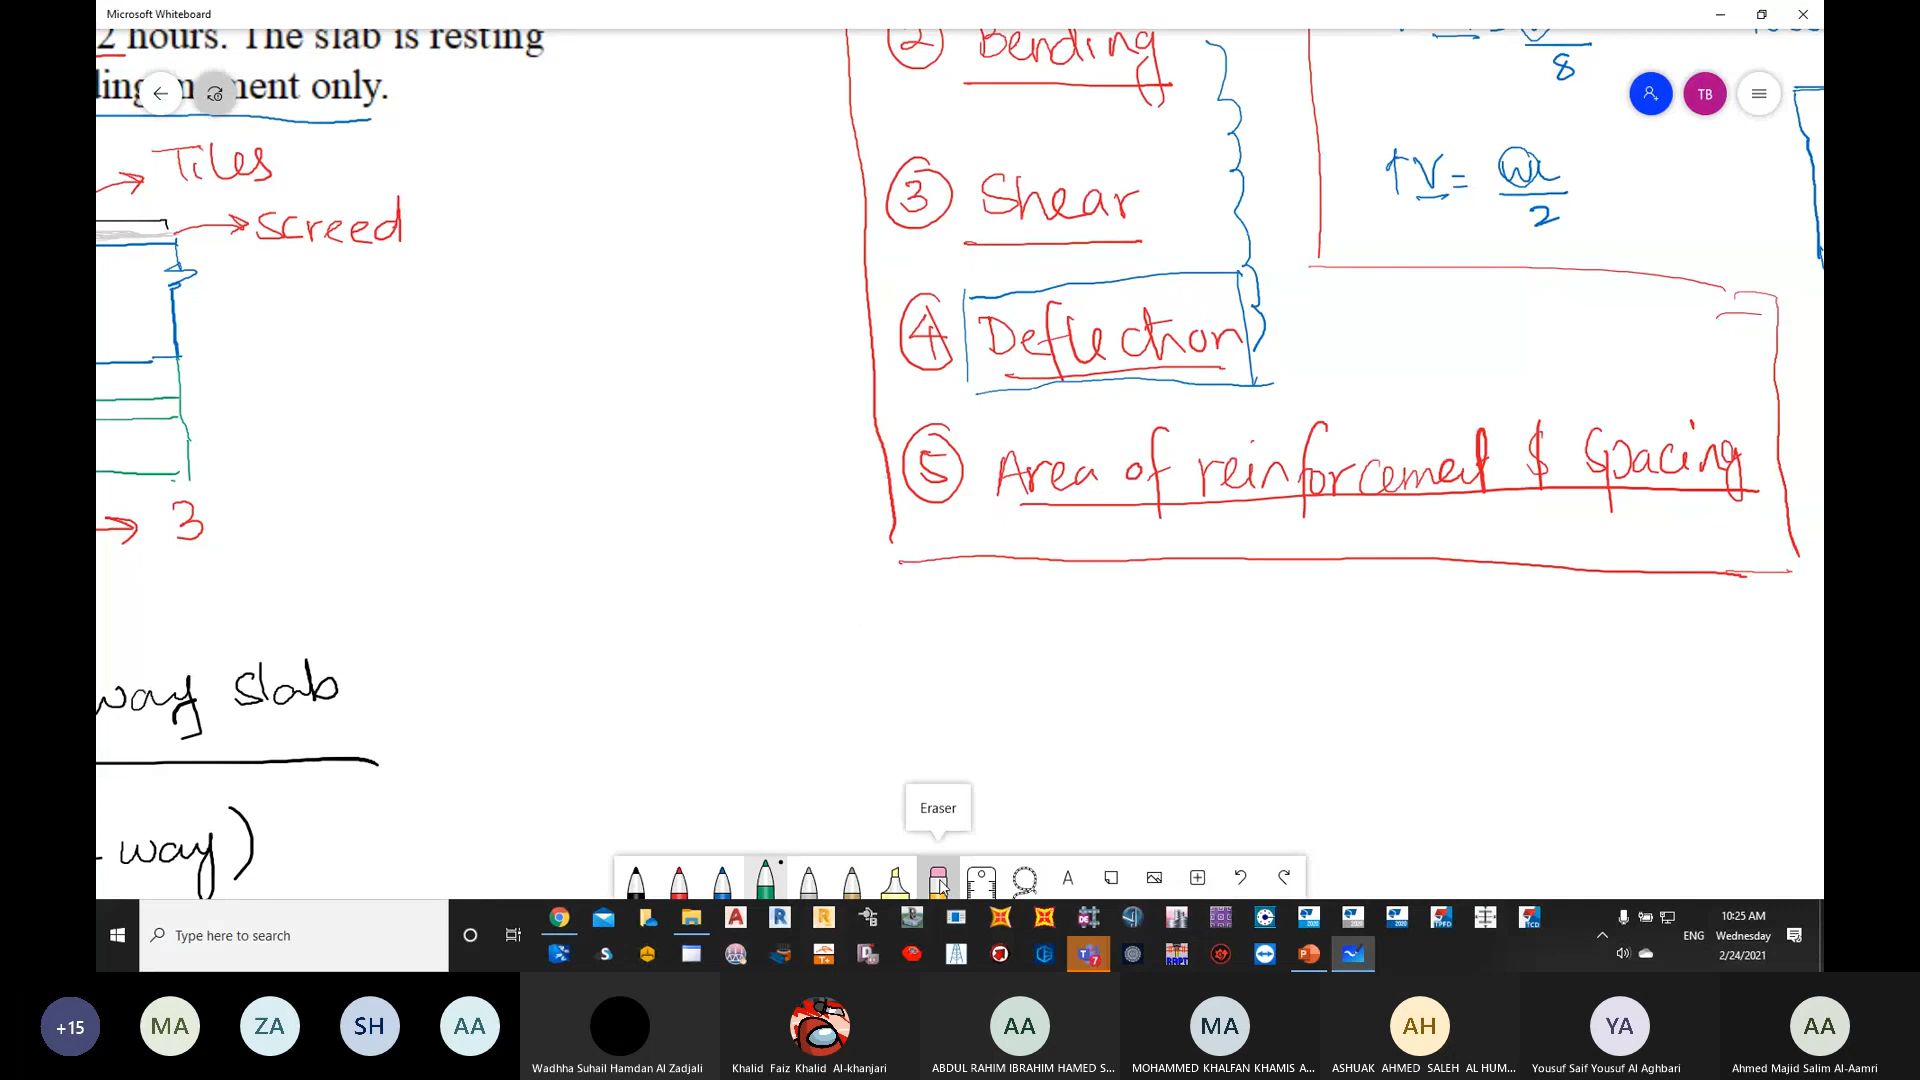 Microsoft Whiteboard
2 hours. The slab is resting
ent only.
Tiles
screed
3
way slab
way)
② Bending
③ Shear
④ Deflection
⑤ Area of reinforcement & Spacing
8
V =
2
TB
Eraser
A
Type here to search
ENG
10:25 AM
Wednesday
2/24/2021
+15
MA
ZA
SH
AA
Wadhha Suhail Hamdan Al Zadjali
Khalid Faiz Khalid Al-khanjari
AA
ABDUL RAHIM IBRAHIM HAMED S...
MA
MOHAMMED KHALFAN KHAMIS A...
AH
ASHUAK AHMED SALEH AL HUM...
YA
Yousuf Saif Yousuf Al Aghbari
AA
Ahmed Majid Salim Al-Aamri